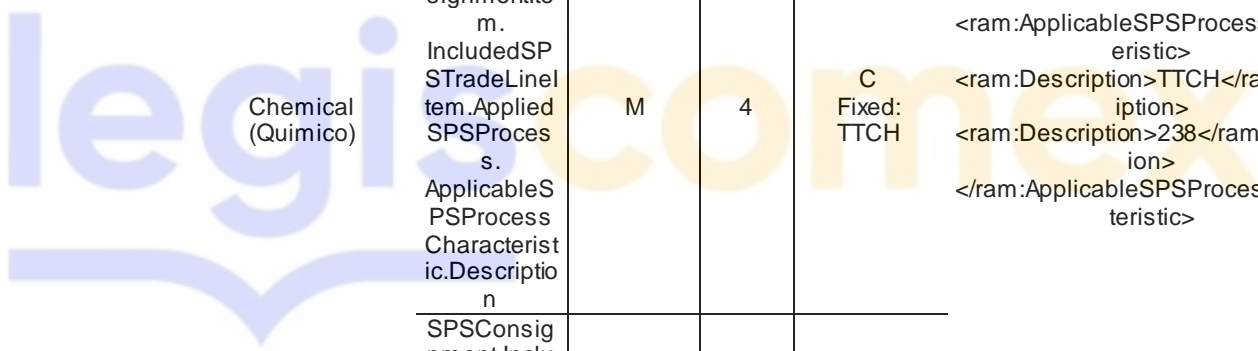 m.
IncludedSP
STradeLineI
tem.Applied
SPSProces
s.
ApplicableS
PSProcess
Characterist
ic.Descriptio
n
Chemical
(Quimico)
M
4
C
Fixed:
TTCH
<ram:ApplicableSPSProcess
eristic>
<ram:Description>TTCH</ra
iption>
<ram:Description>238</ram
ion>
</ram:ApplicableSPSProces
teristic>
SPSConsig
legiscomex